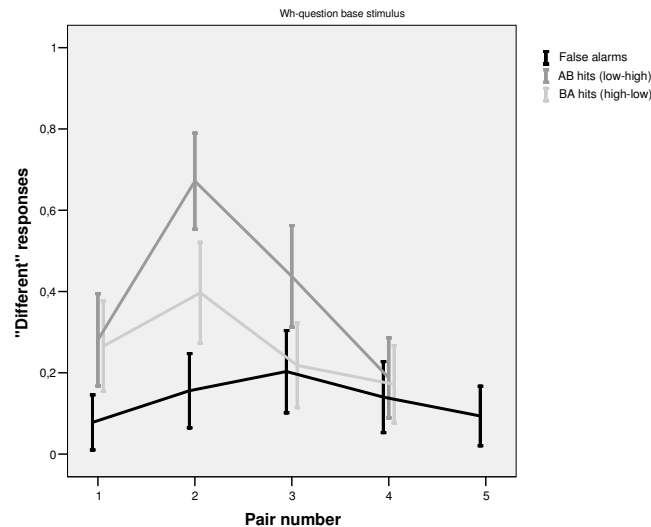 Wh-question base stimulus
False alarms
AB hits (low-high)
BA hits (high-low)
"Different" responses
1
0,8
0,6
0,4
0,2
0
1 2 3 4 5
Pair number